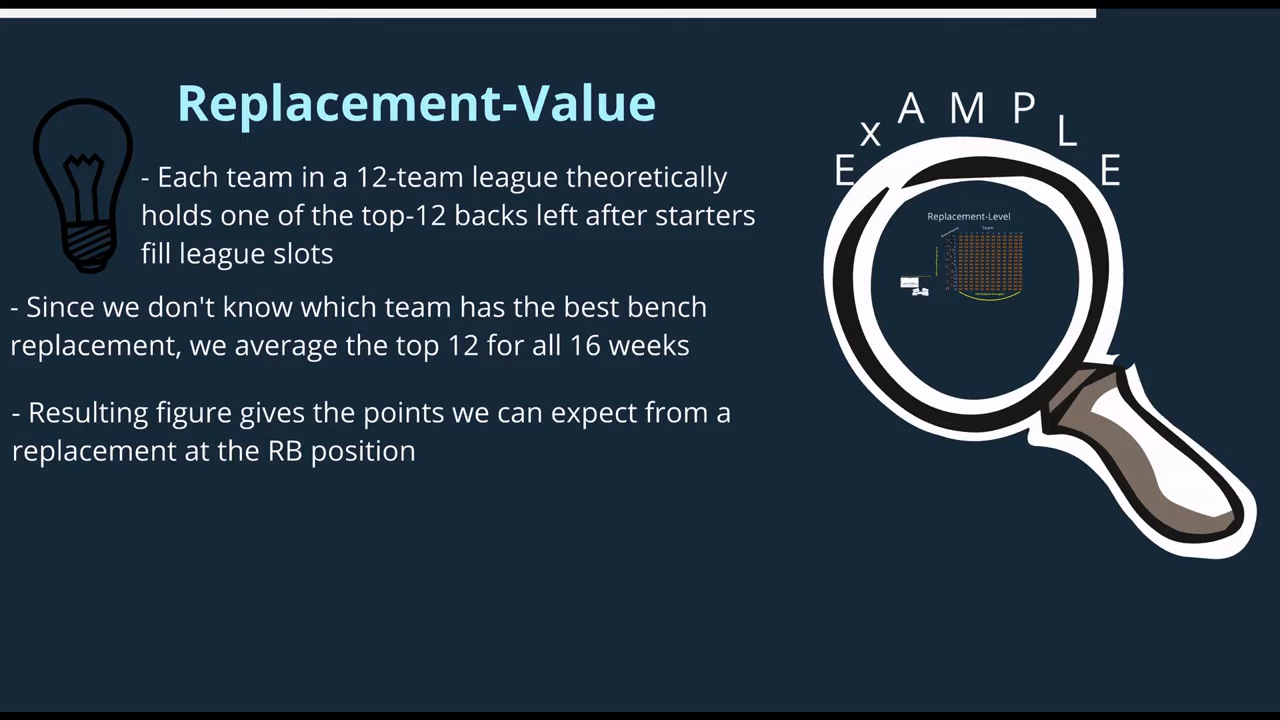 Replacement-Value
- Each team in a 12-team league theoretically
holds one of the top-12 backs left after starters
fill league slots
- Since we don't know which team has the best bench
replacement, we average the top 12 for all 16 weeks
- Resulting figure gives the points we can expect from a
replacement at the RB position
ExAMPLE
Replacement-Level
Team